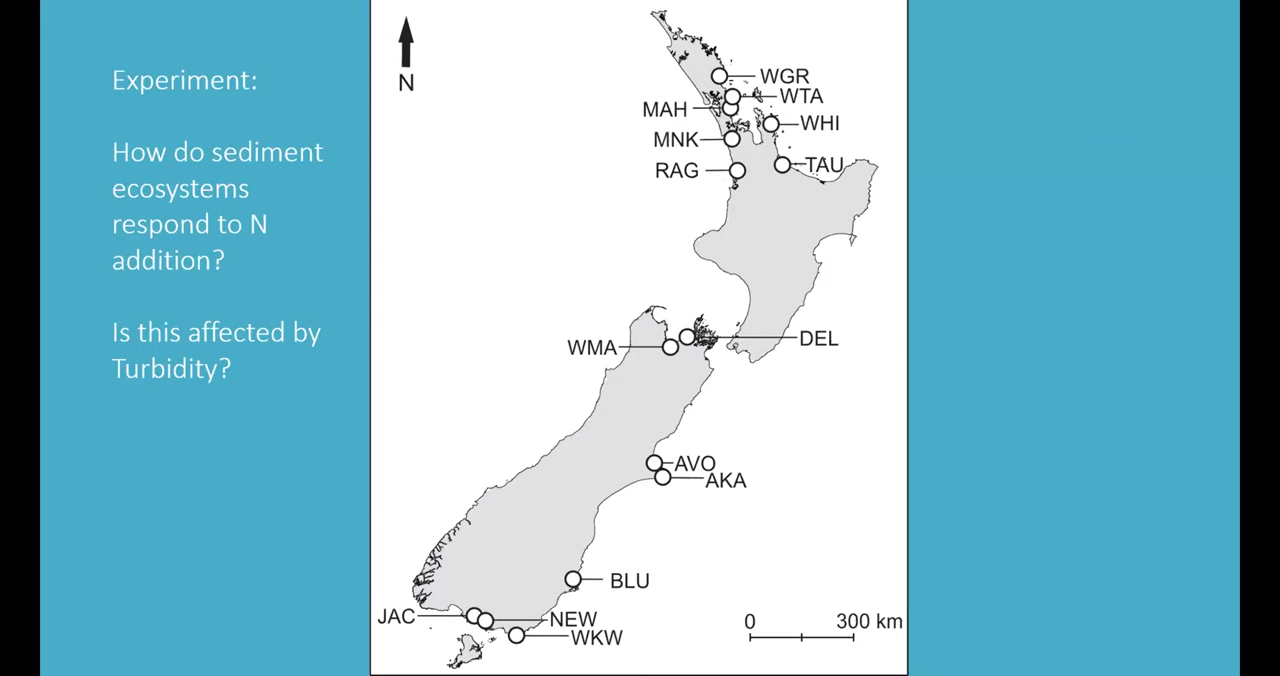 Experiment:
How do sediment
ecosystems
respond to N
addition?
Is this affected by
Turbidity?
N
WGR
WTA
MAH
WHI
MNK
TAU
RAG
DEL
WMA
AVO
AKA
BLU
JAC
NEW
WKW
0 300 km